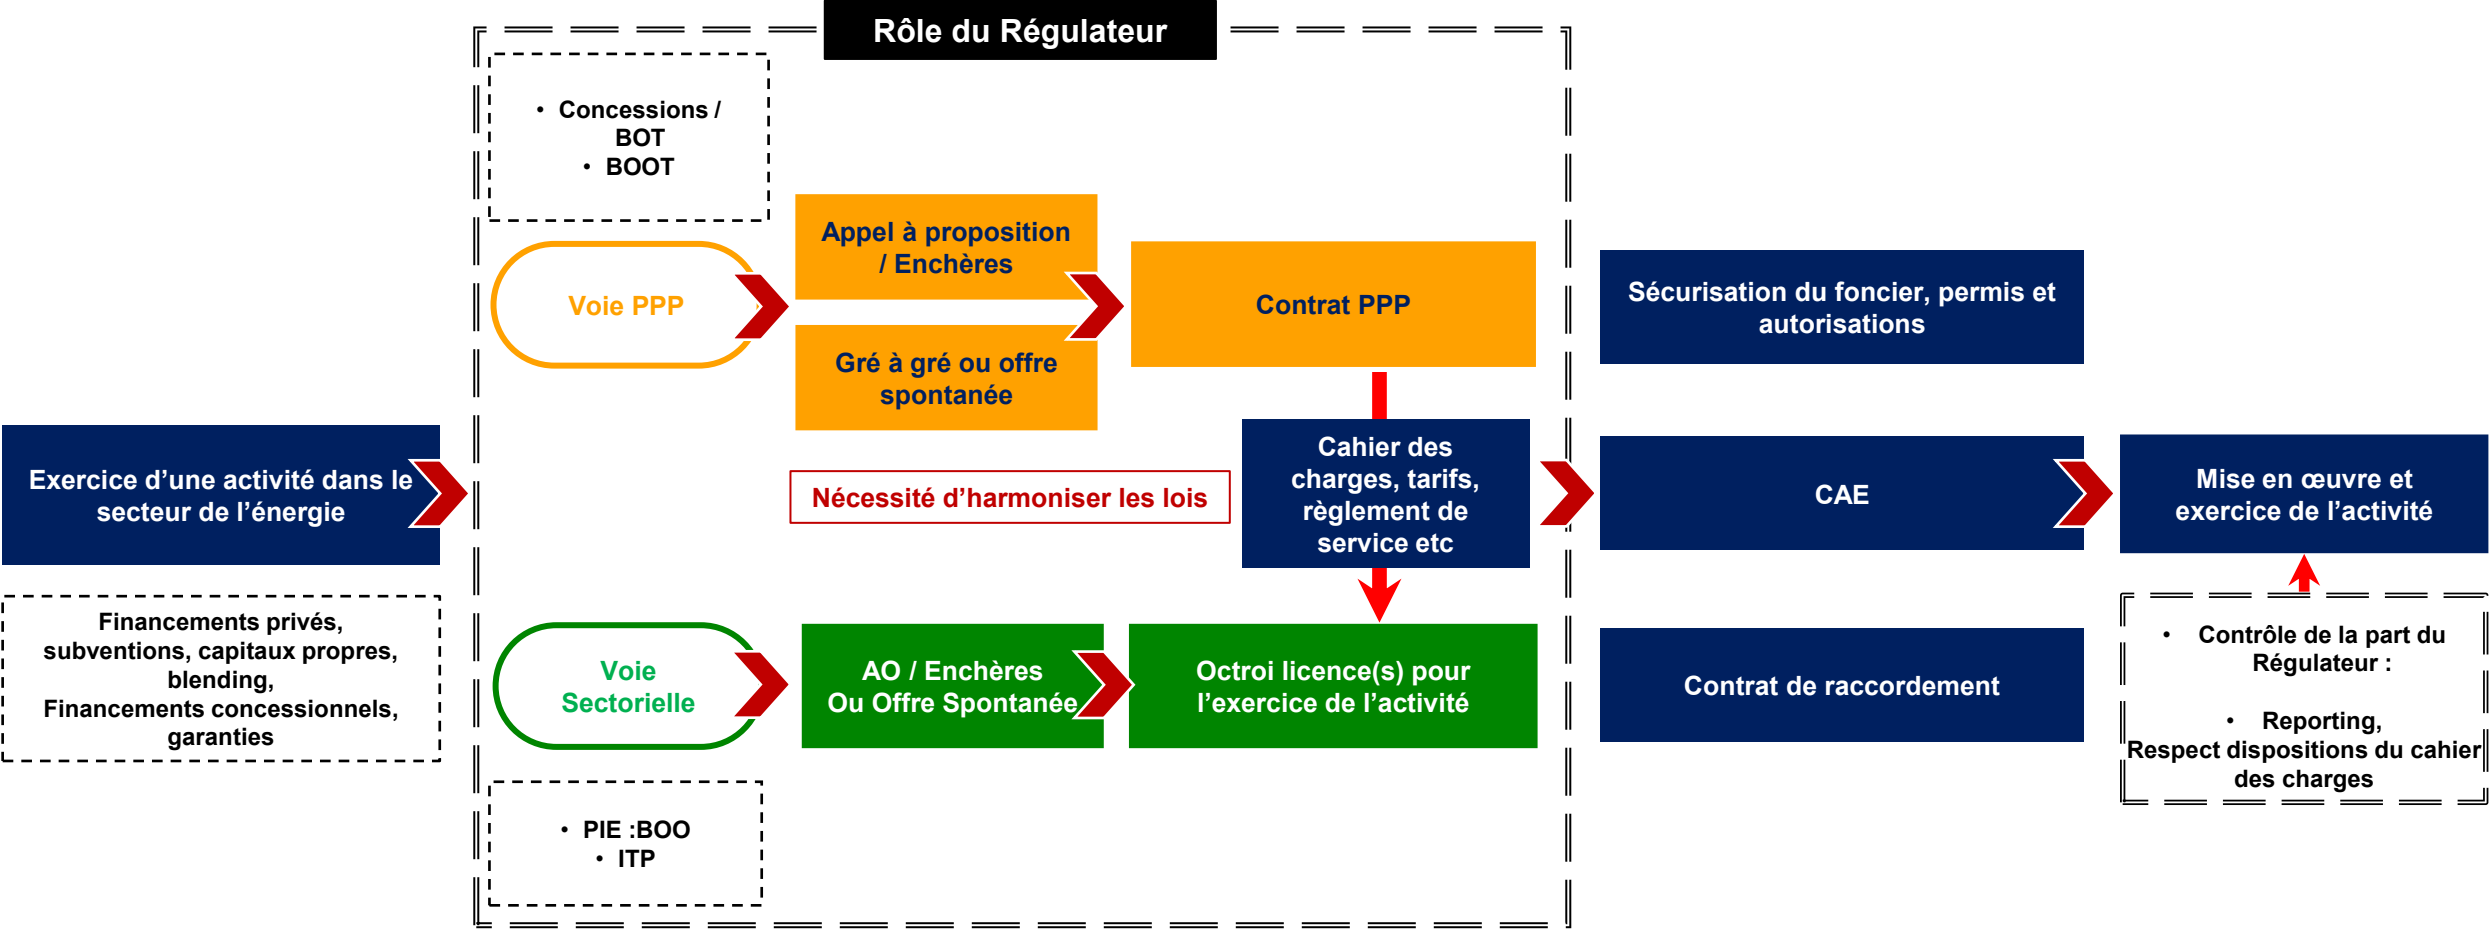 Rôle du Régulateur
• Concessions /
BOT
• BOOT
Voie PPP
Appel à proposition
/ Enchères
Gré à gré ou offre
spontanée
Contrat PPP
Sécurisation du foncier, permis et
autorisations
Exercice d’une activité dans le
secteur de l’énergie
Nécessité d’harmoniser les lois
Cahier des
charges, tarifs,
règlement de
service etc
CAE
Mise en œuvre et
exercice de l’activité
Financements privés,
subventions, capitaux propres,
blending,
Financements concessionnels,
garanties
Voie
Sectorielle
AO / Enchères
Ou Offre Spontanée
Octroi licence(s) pour
l’exercice de l’activité
Contrat de raccordement
• Contrôle de la part du
Régulateur :
• Reporting,
Respect dispositions du cahier
des charges
• PIE :BOO
• ITP